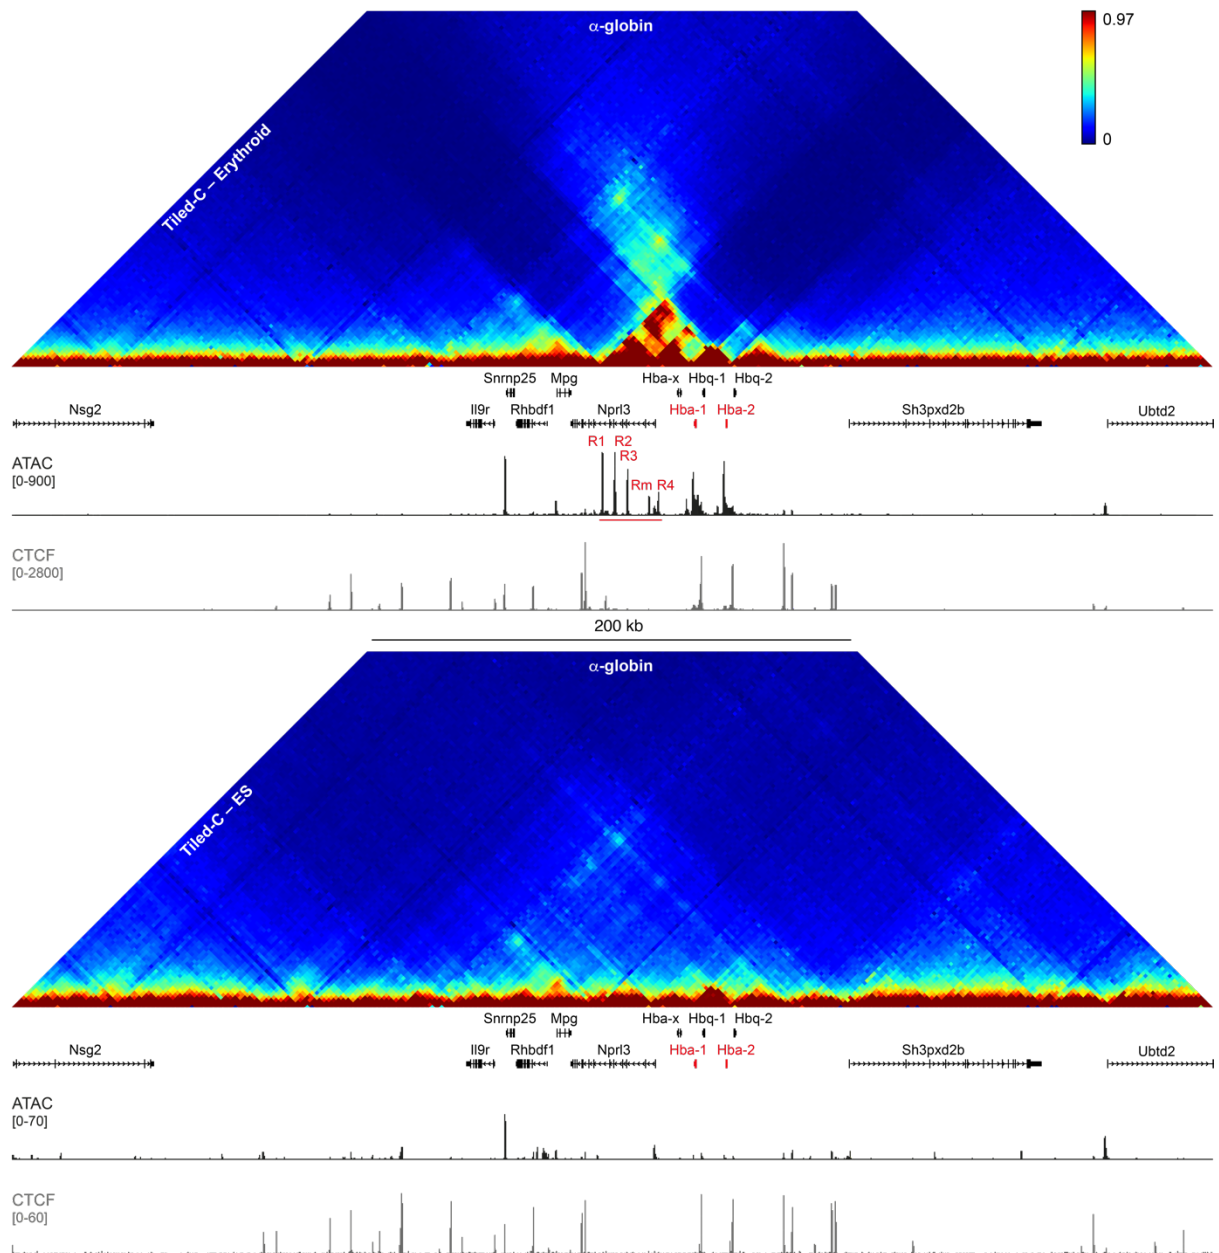 α-globin
0.97
0
Tiled-C – Erythroid
Snrnp25 Mpg Hba-x Hbq-1 Hbq-2
Nsg2 Il9r Rhbdf1 Nprl3 Hba-1 Hba-2 Sh3pxd2b Ubtd2
R1 R2
R3
Rm R4
ATAC
[0-900]
CTCF
[0-2800]
200 kb
α-globin
Tiled-C – ES
Snrnp25 Mpg Hba-x Hbq-1 Hbq-2
Nsg2 Il9r Rhbdf1 Nprl3 Hba-1 Hba-2 Sh3pxd2b Ubtd2
ATAC
[0-70]
CTCF
[0-60]